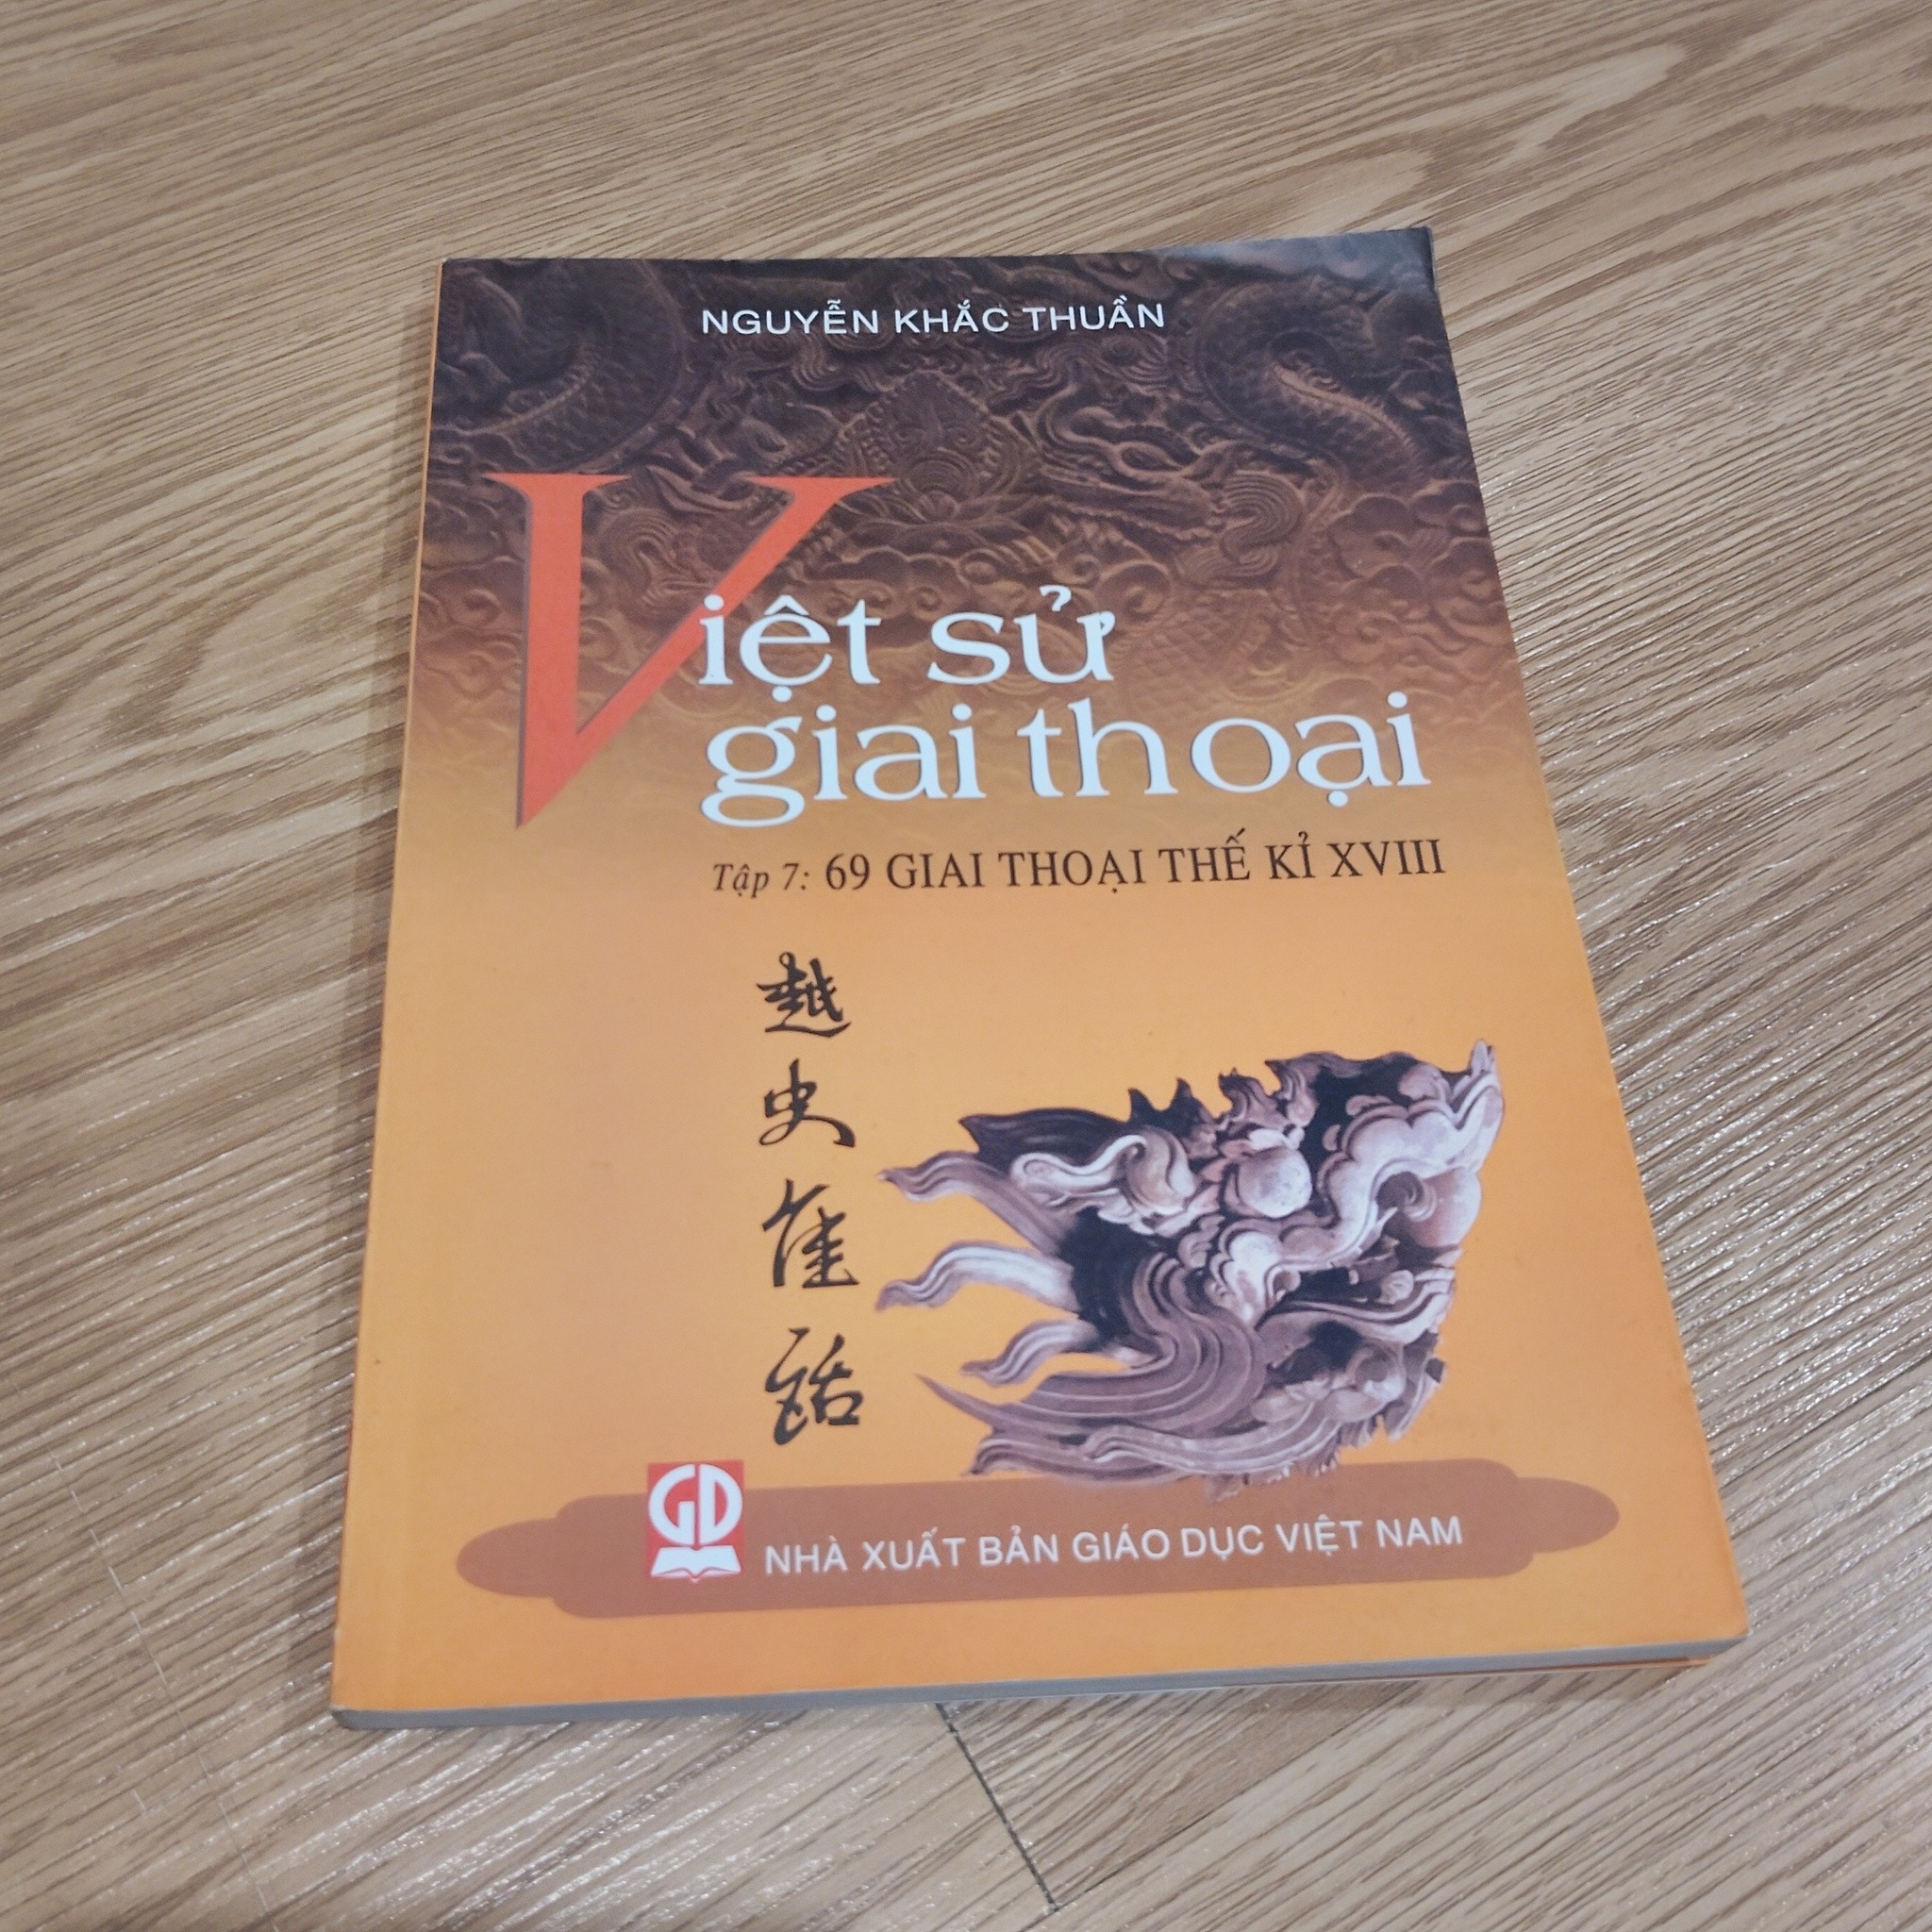 NGUYỄN KHẮC THUẦN
Việt sử
giai thoại
Tập 7: 69 GIAI THOẠI THẾ KỈ XVIII
越
史
佳
話
GD
NHÀ XUẤT BẢN GIÁO DỤC VIỆT NAM